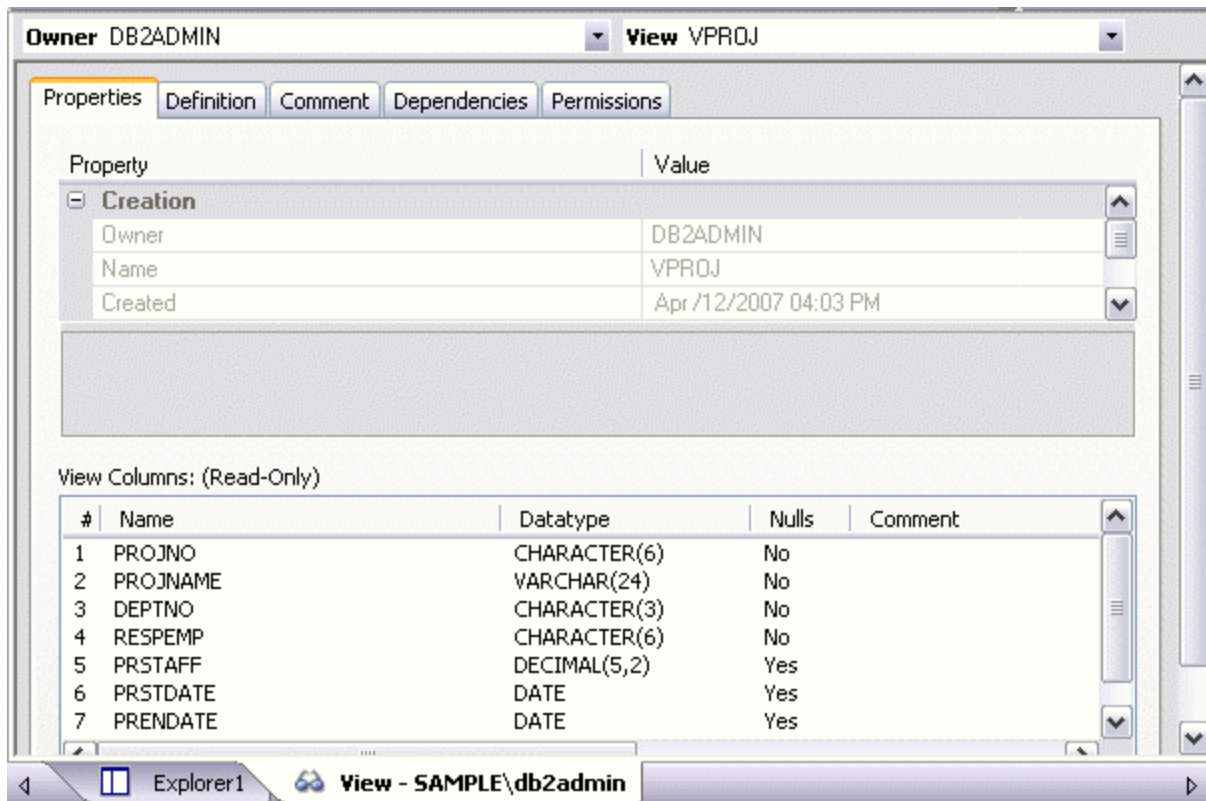 Owner DB2ADMIN View VPROJ
Properties Definition Comment Dependencies Permissions
Property Value
Creation
Owner DB2ADMIN
Name VPROJ
Created Apr /12/2007 04:03 PM
View Columns: (Read-Only)
# Name Datatype Nulls Comment
1 PROJNO CHARACTER(6) No
2 PROJNAME VARCHAR(24) No
3 DEPTNO CHARACTER(3) No
4 RESPEMP CHARACTER(6) No
5 PRSTAFF DECIMAL(5,2) Yes
6 PRSTDATE DATE Yes
7 PRENDATE DATE Yes
Explorer1 View - SAMPLE\db2admin